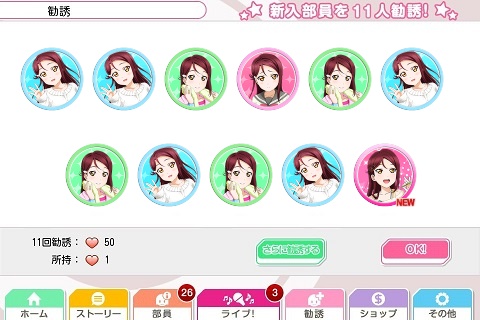 勧誘
新入部員を11人勧誘!
NEW
11回勧誘: 50
所持: 1
さらに勧誘する
OK!
26
3
ホーム
ストーリー
部員
ライブ!
勧誘
ショップ
その他